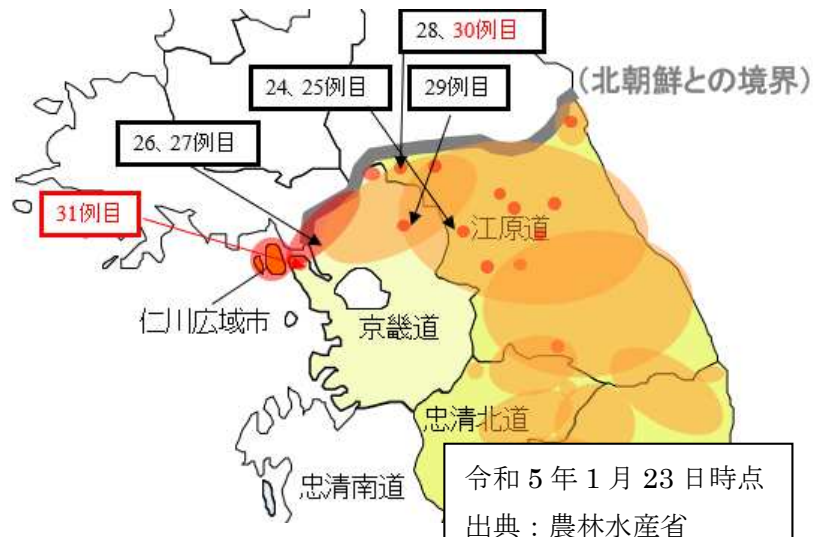 28、30例目
24、25例目
29例目
(北朝鮮との境界)
26、27例目
31例目
江原道
仁川広域市
京畿道
忠清北道
忠清南道
令和 5 年 1 月 23 日時点
出典：農林水産省